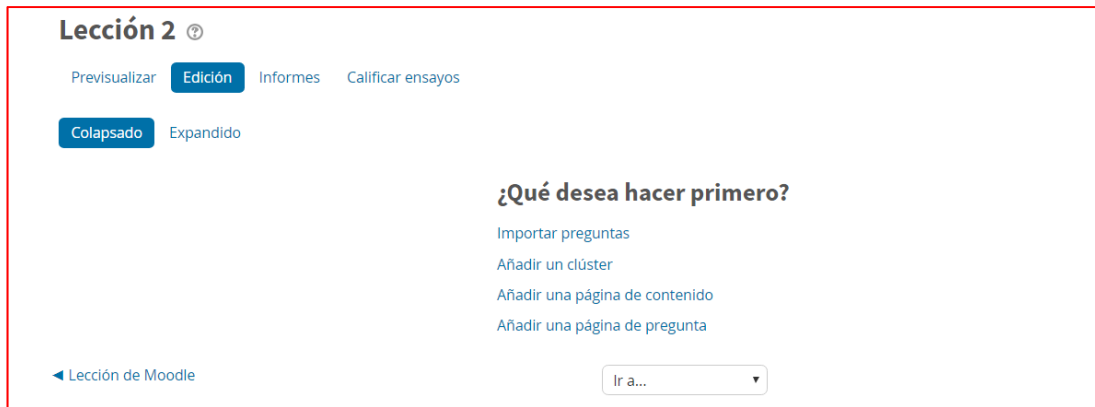 Lección 2
Previsualizar Edición Informes Calificar ensayos
Colapsado Expandido
¿Qué desea hacer primero?
Importar preguntas
Añadir un clúster
Añadir una página de contenido
Añadir una página de pregunta
◄ Lección de Moodle Ir a...